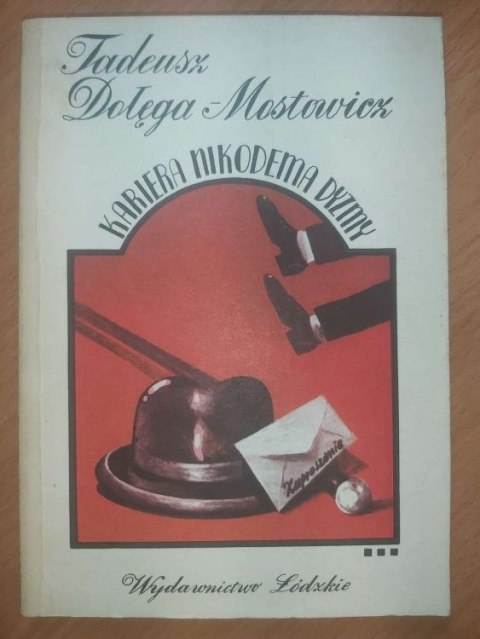 Tadeusz
Dołęga-Mostowicz
KARIERA NIKODEMA DYZMY
Zaproszenie
Wydawnictwo Łódzkie